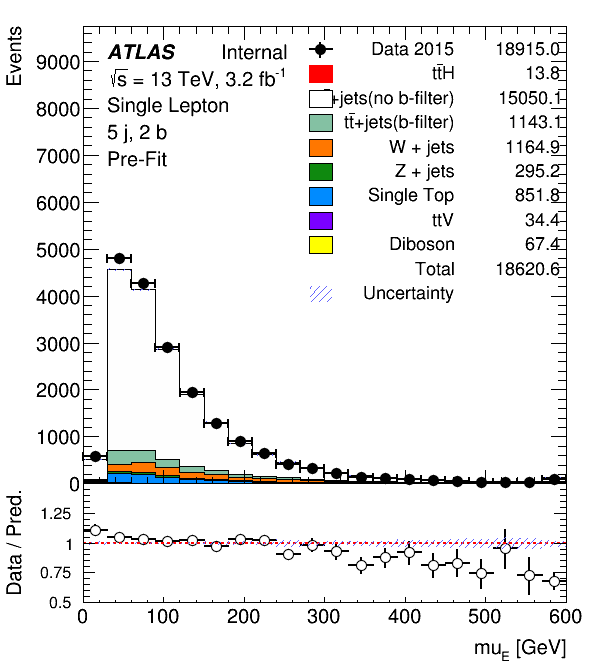 Events
9000
8000
7000
6000
5000
4000
3000
2000
1000
0
ATLAS Internal
√s = 13 TeV, 3.2 fb-1
Single Lepton
5 j, 2 b
Pre-Fit
Data 2015 18915.0
tt̄H 13.8
+jets(no b-filter) 15050.1
tt̄+jets(b-filter) 1143.1
W + jets 1164.9
Z + jets 295.2
Single Top 851.8
ttV 34.4
Diboson 67.4
Total 18620.6
Uncertainty
Data / Pred.
1.25
1
0.75
0.5
0 100 200 300 400 500 600
mu_E [GeV]